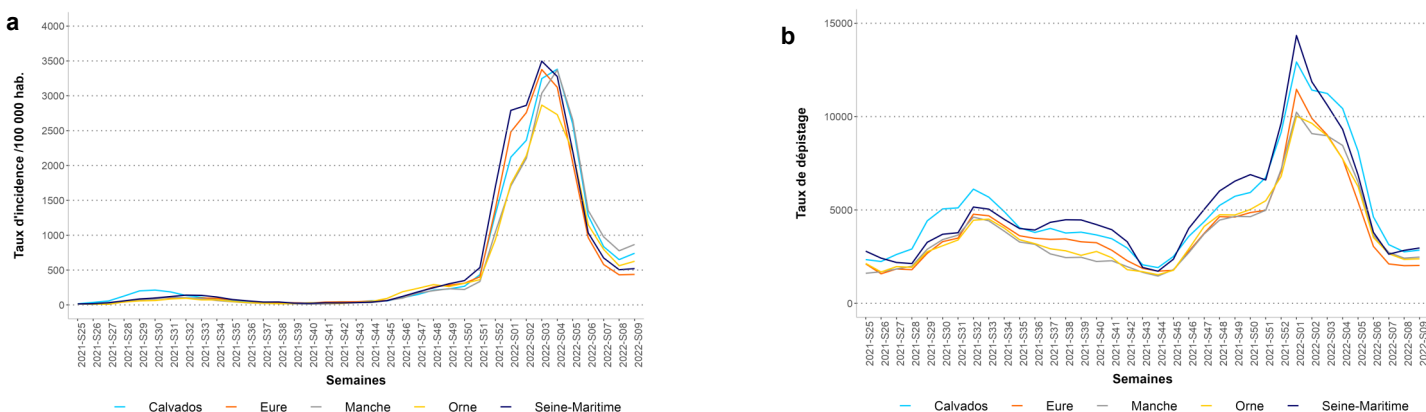 a
Taux d'incidence /100 000 hab.
4000
3500
3000
2500
2000
1500
1000
500
0
2021-S25
2021-S26
2021-S27
2021-S28
2021-S29
2021-S30
2021-S31
2021-S32
2021-S33
2021-S34
2021-S35
2021-S36
2021-S37
2021-S38
2021-S39
2021-S40
2021-S41
2021-S42
2021-S43
2021-S44
2021-S45
2021-S46
2021-S47
2021-S48
2021-S49
2021-S50
2021-S51
2021-S52
2022-S01
2022-S02
2022-S03
2022-S04
2022-S05
2022-S06
2022-S07
2022-S08
2022-S09
Semaines
Calvados Eure Manche Orne Seine-Maritime
b
Taux de dépistage
15000
10000
5000
0
2021-S25
2021-S26
2021-S27
2021-S28
2021-S29
2021-S30
2021-S31
2021-S32
2021-S33
2021-S34
2021-S35
2021-S36
2021-S37
2021-S38
2021-S39
2021-S40
2021-S41
2021-S42
2021-S43
2021-S44
2021-S45
2021-S46
2021-S47
2021-S48
2021-S49
2021-S50
2021-S51
2021-S52
2022-S01
2022-S02
2022-S03
2022-S04
2022-S05
2022-S06
2022-S07
2022-S08
2022-S09
Semaines
Calvados Eure Manche Orne Seine-Maritime